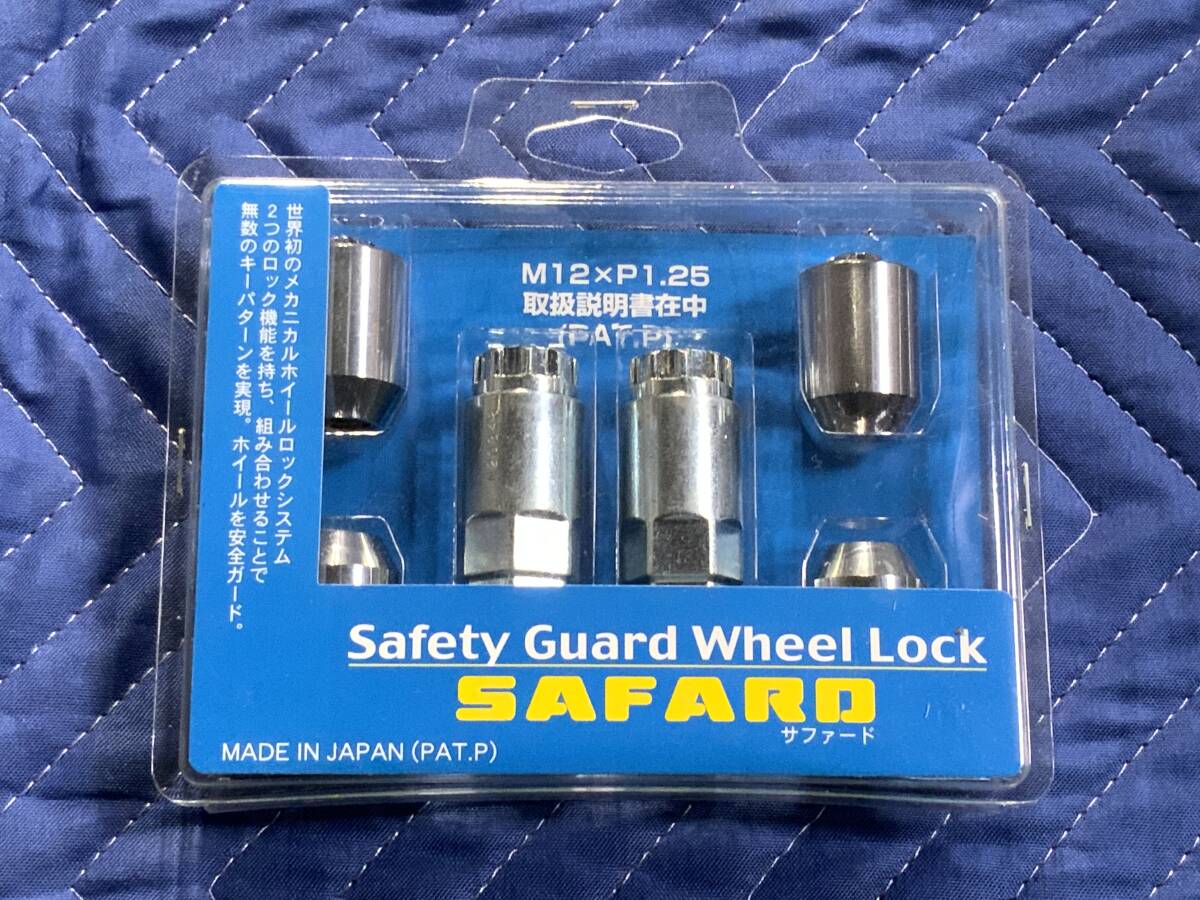 世界初のメカニカルホイールロックシステム
2つのロック機能を持ち、組み合わせることで
無数のキーパターンを実現。ホイールを安全ガード。
M12×P1.25
取扱説明書在中
(PAT.P)
Safety Guard Wheel Lock
SAFARD
サファード
MADE IN JAPAN (PAT.P)